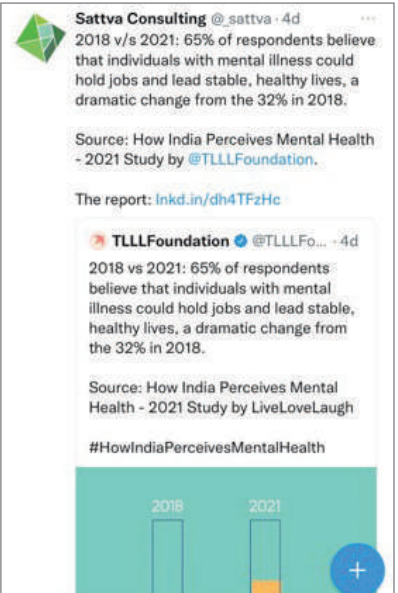 Sattva Consulting @_sattva · 4d
2018 v/s 2021: 65% of respondents believe
that individuals with mental illness could
hold jobs and lead stable, healthy lives, a
dramatic change from the 32% in 2018.
Source: How India Perceives Mental Health
- 2021 Study by @TLLLFoundation.
The report: lnkd.in/dh4TFzHc
TLLLFoundation @TLLLFo... · 4d
2018 vs 2021: 65% of respondents
believe that individuals with mental
illness could hold jobs and lead stable,
healthy lives, a dramatic change from
the 32% in 2018.
Source: How India Perceives Mental
Health - 2021 Study by LiveLoveLaugh
#HowIndiaPerceivesMentalHealth
2018 2021